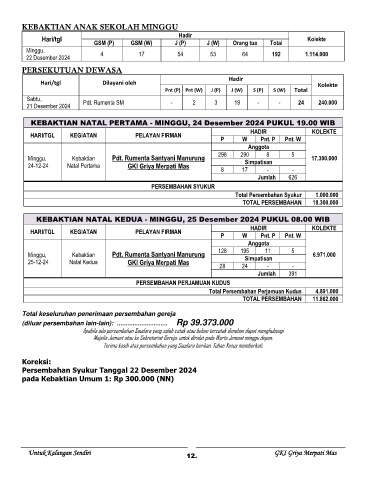 KEBAKTIAN ANAK SEKOLAH MINGGU
Hari/tgl Hadir Kolekte
GSM (P) GSM (W) J (P) J (W) Orang tua Total
Minggu, 22 Desember 2024 4 17 54 53 64 192 1.114.000
PERSEKUTUAN DEWASA
Hari/tgl Dilayani oleh Hadir Kolekte
Pnt (P) Pnt (W) J (P) J (W) S (P) S (W) Total
Sabtu, 21 Desember 2024 Pdt. Rumenta SM - 2 3 19 - - 24 240.000
KEBAKTIAN NATAL PERTAMA - MINGGU, 24 Desember 2024 PUKUL 19.00 WIB
HARI/TGL KEGIATAN PELAYAN FIRMAN HADIR KOLEKTE
P W Pnt. P Pnt. W
Anggota
298 290 8 5
Minggu, 24-12-24 Kebaktian Natal Pertama Pdt. Rumenta Santyani Manurung GKI Griya Merpati Mas 17.300.000
Simpatisan
8 17 - -
Jumlah 626
PERSEMBAHAN SYUKUR
Total Persembahan Syukur 1.000.000
TOTAL PERSEMBAHAN 18.300.000
KEBAKTIAN NATAL KEDUA - MINGGU, 25 Desember 2024 PUKUL 08.00 WIB
HARI/TGL KEGIATAN PELAYAN FIRMAN HADIR KOLEKTE
P W Pnt. P Pnt. W
Anggota
128 195 11 5
Minggu, 25-12-24 Kebaktian Natal Kedua Pdt. Rumenta Santyani Manurung GKI Griya Merpati Mas 6.971.000
Simpatisan
28 24 - -
Jumlah 391
PERSEMBAHAN PERJAMUAN KUDUS
Total Persembahan Perjamuan Kudus 4.891.000
TOTAL PERSEMBAHAN 11.862.000
Total keseluruhan penerimaan persembahan gereja
(diluar persembahan lain-lain): ........................... Rp 39.373.000
Apabila ada persembahan Saudara yang salah catat atau belum tercatat dimohon dapat menghubungi
Majelis Jemaat atau ke Sekretariat Gereja, untuk diralat pada Warta Jemaat minggu depan.
Terima kasih atas persembahan yang Saudara berikan. Tuhan Yesus memberkati.
Koreksi:
Persembahan Syukur Tanggal 22 Desember 2024
pada Kebaktian Umum 1: Rp 300.000 (NN)
Untuk Kalangan Sendiri 12. GKI Griya Merpati Mas